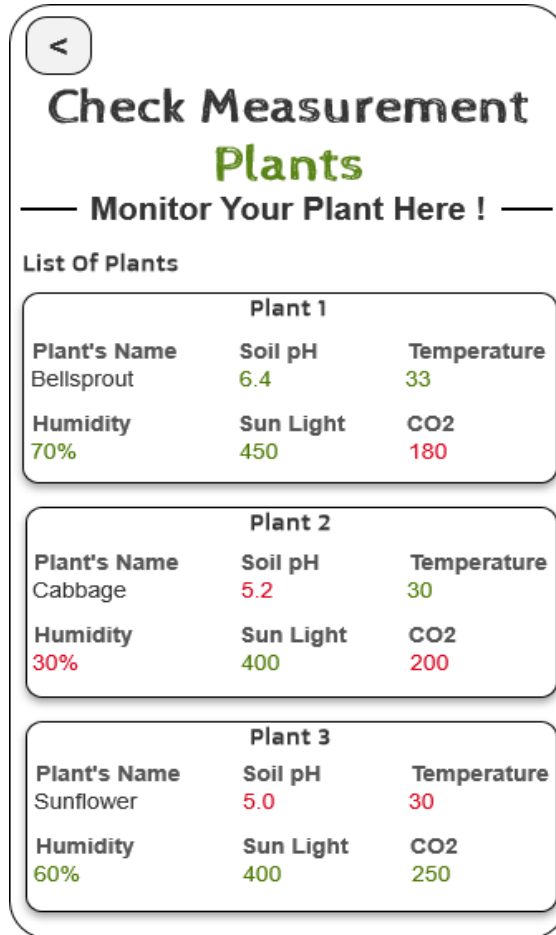 <
Check Measurement
Plants
Monitor Your Plant Here !
List Of Plants
Plant 1
Plant's Name Soil pH Temperature
Bellsprout 6.4 33
Humidity Sun Light CO2
70% 450 180
Plant 2
Plant's Name Soil pH Temperature
Cabbage 5.2 30
Humidity Sun Light CO2
30% 400 200
Plant 3
Plant's Name Soil pH Temperature
Sunflower 5.0 30
Humidity Sun Light CO2
60% 400 250